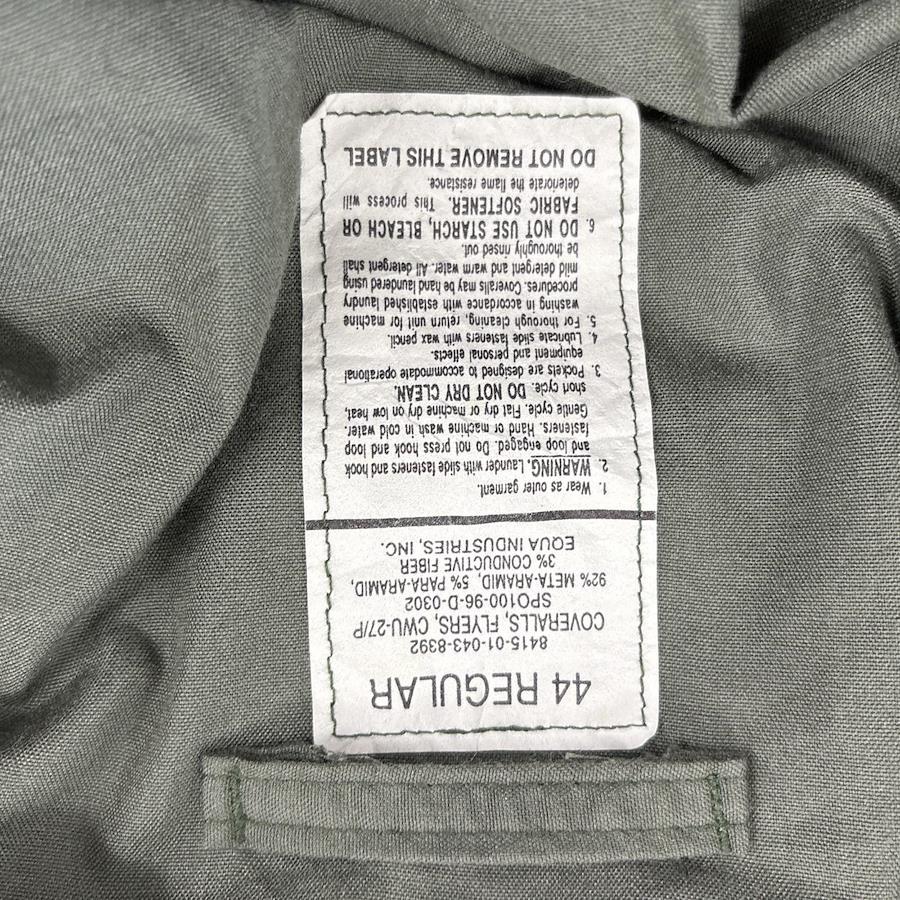 44 REGULAR
8415-01-043-8392
COVERALLS, FLYERS, CWU-27/P
SPO100-96-D-0302
92% META-ARAMID, 5% PARA-ARAMID,
3% CONDUCTIVE FIBER
EQUA INDUSTRIES, INC.
1. Wear as outer garment.
2. WARNING. Launder with slide fasteners and hook
and loop engaged. Do not press hook and loop
fasteners. Hand or machine wash in cold water.
Gentle cycle. Flat dry or machine dry on low heat,
short cycle. DO NOT DRY CLEAN.
3. Pockets are designed to accommodate operational
equipment and personal effects.
4. Lubricate slide fasteners with wax pencil.
5. For thorough cleaning, return unit for machine
washing in accordance with established laundry
procedures. Coveralls may be hand laundered using
mild detergent and warm water. All detergent shall
be thoroughly rinsed out.
6. DO NOT USE STARCH, BLEACH OR
FABRIC SOFTENER. This process will
deteriorate the flame resistance.
DO NOT REMOVE THIS LABEL